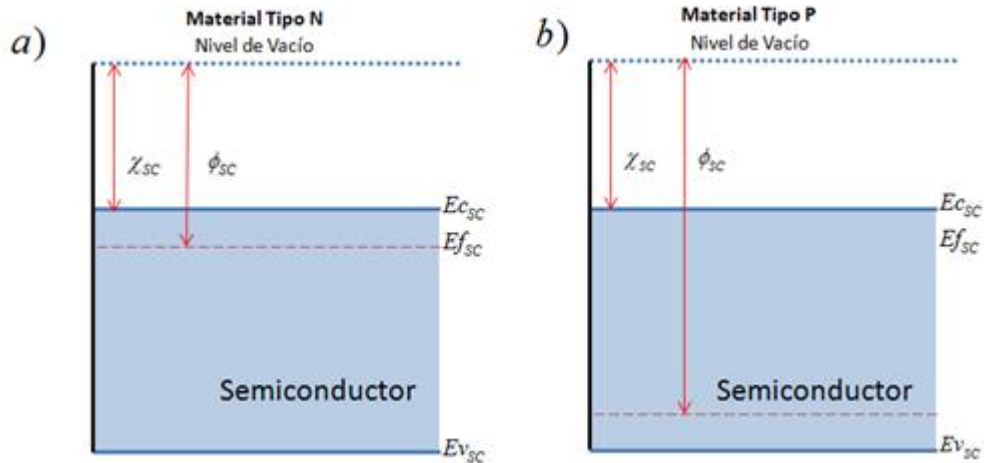 a)
Material Tipo N
Nivel de Vacío
χSC
ϕSC
EcSC
EfSC
Semiconductor
EvSC
b)
Material Tipo P
Nivel de Vacío
χSC
ϕSC
EcSC
EfSC
Semiconductor
EvSC